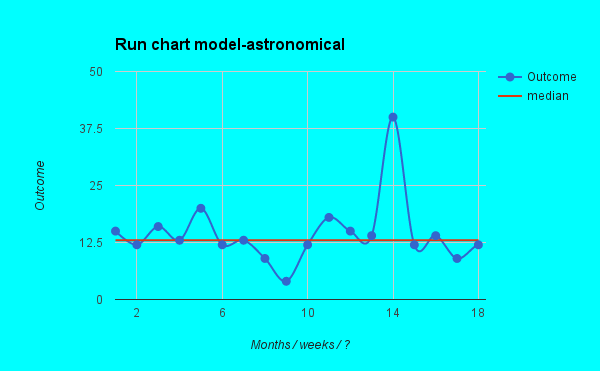 Run chart model-astronomical
50
37.5
25
12.5
0
Outcome
2 6 10 14 18
Months/weeks/?
Outcome
median